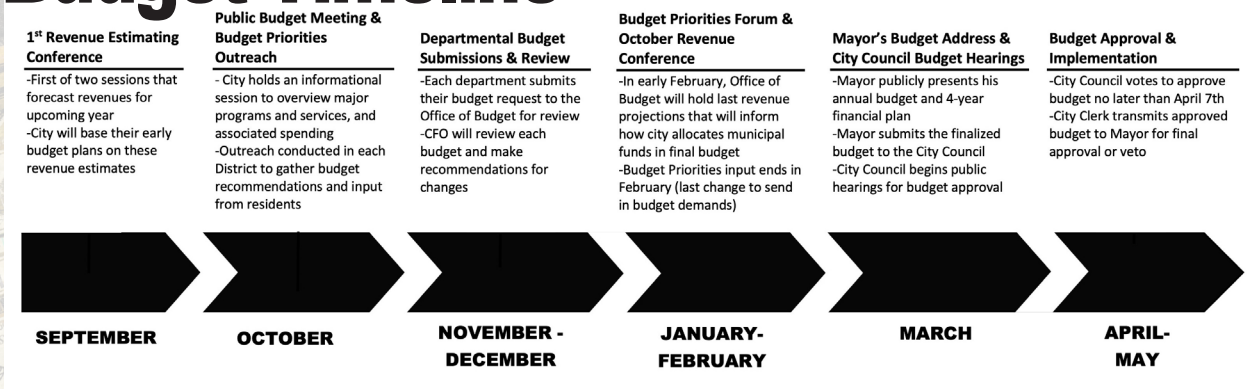 Budget Timeline
1st Revenue Estimating
Conference
-First of two sessions that
forecast revenues for
upcoming year
-City will base their early
budget plans on these
revenue estimates
Public Budget Meeting &
Budget Priorities
Outreach
- City holds an informational
session to overview major
programs and services, and
associated spending
-Outreach conducted in each
District to gather budget
recommendations and input
from residents
Departmental Budget
Submissions & Review
-Each department submits
their budget request to the
Office of Budget for review
-CFO will review each
budget and make
recommendations for
changes
Budget Priorities Forum &
October Revenue
Conference
-In early February, Office of
Budget will hold last revenue
projections that will inform
how city allocates municipal
funds in final budget
-Budget Priorities input ends in
February (last change to send
in budget demands)
Mayor's Budget Address &
City Council Budget Hearings
-Mayor publicly presents his
annual budget and 4-year
financial plan
-Mayor submits the finalized
budget to the City Council
-City Council begins public
hearings for budget approval
Budget Approval &
Implementation
-City Council votes to approve
budget no later than April 7th
-City Clerk transmits approved
budget to Mayor for final
approval or veto
SEPTEMBER
OCTOBER
NOVEMBER -
DECEMBER
JANUARY-
FEBRUARY
MARCH
APRIL-
MAY